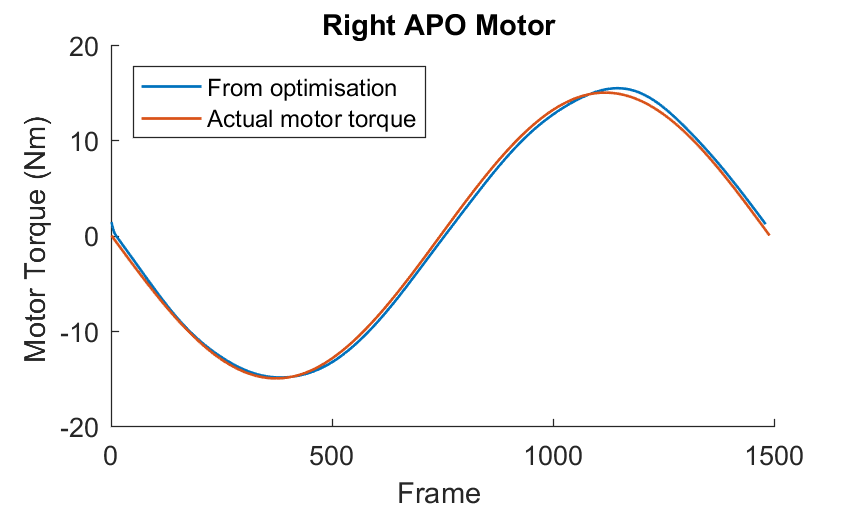 Right APO Motor
20
From optimisation
Actual motor torque
10
Motor Torque (Nm)
0
-10
-20
0 500 1000 1500
Frame